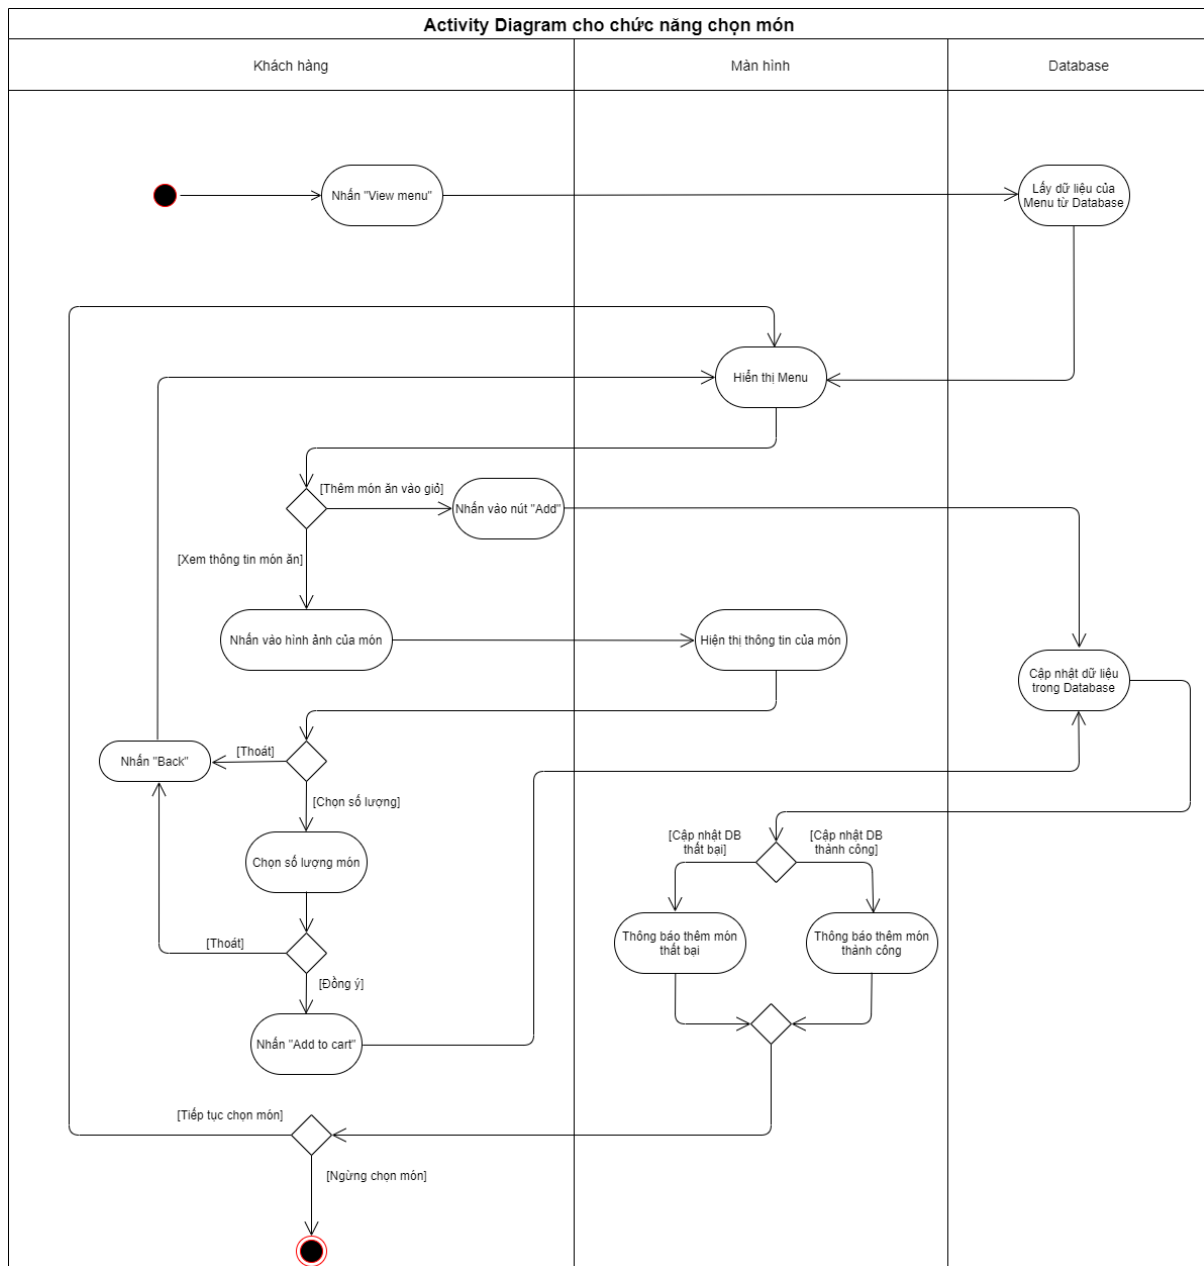 Activity Diagram cho chức năng chọn món
Khách hàng
Màn hình
Database
Nhấn "View menu"
Lấy dữ liệu của
Menu từ Database
Hiển thị Menu
[Thêm món ăn vào giỏ]
Nhấn vào nút "Add"
[Xem thông tin món ăn]
Nhấn vào hình ảnh của món
Hiện thị thông tin của món
Cập nhật dữ liệu
trong Database
Nhấn "Back"
[Thoát]
[Chọn số lượng]
[Cập nhật DB
thất bại]
[Cập nhật DB
thành công]
Chọn số lượng món
Thông báo thêm món
thất bại
Thông báo thêm món
thành công
[Thoát]
[Đồng ý]
Nhấn "Add to cart"
[Tiếp tục chọn món]
[Ngừng chọn món]